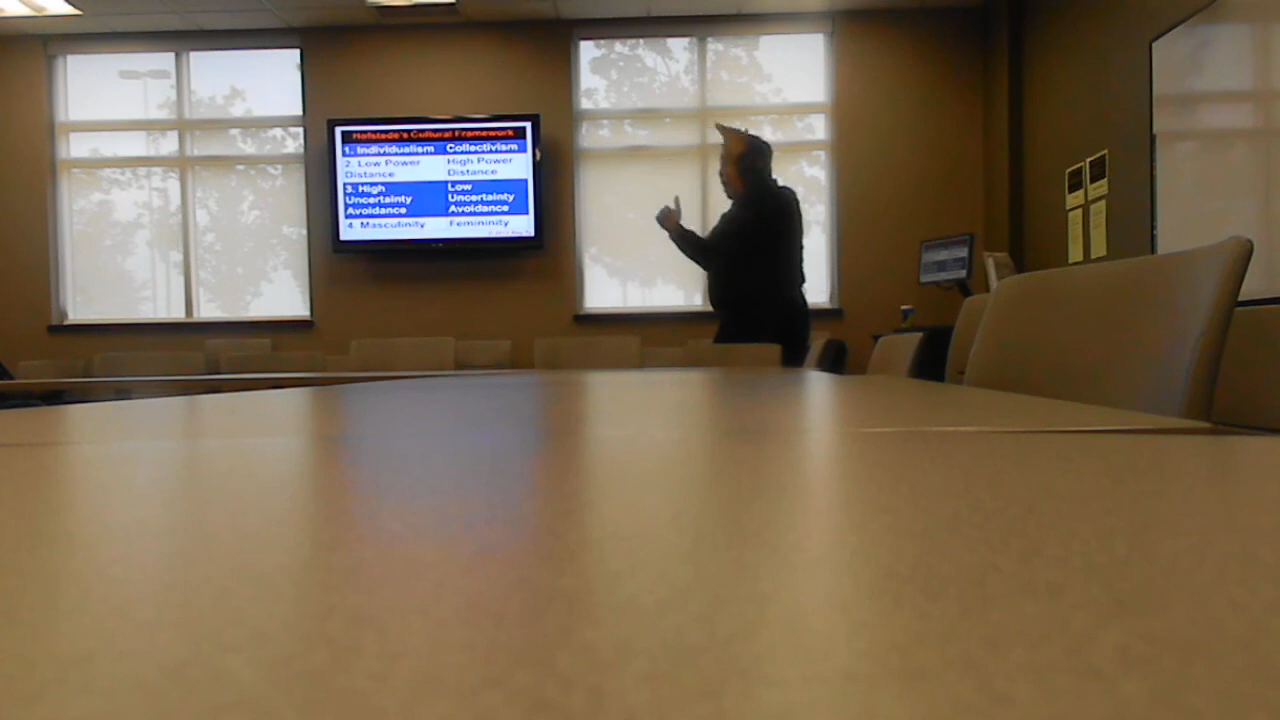 Hofstede's Cultural Framework
1. Individualism Collectivism
2. Low Power High Power
Distance Distance
3. High Low
Uncertainty Uncertainty
Avoidance Avoidance
4. Masculinity Femininity